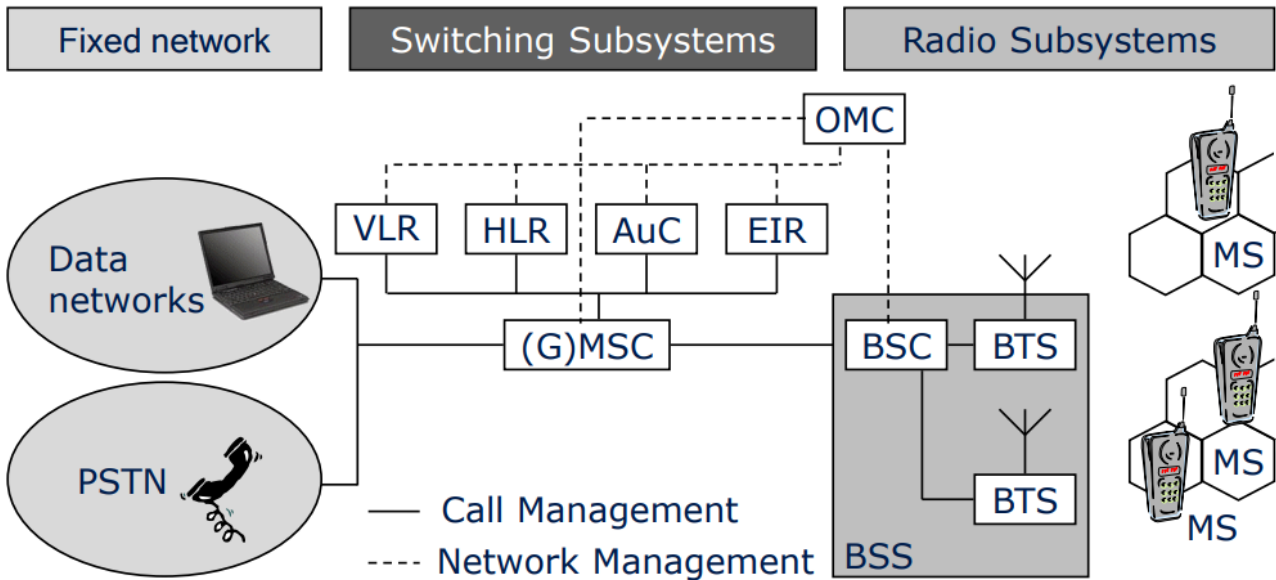 Fixed network
Switching Subsystems
Radio Subsystems
OMC
VLR
HLR
AuC
EIR
Data
networks
MS
(G)MSC
BSC
BTS
PSTN
BTS
MS
MS
Call Management
Network Management
BSS